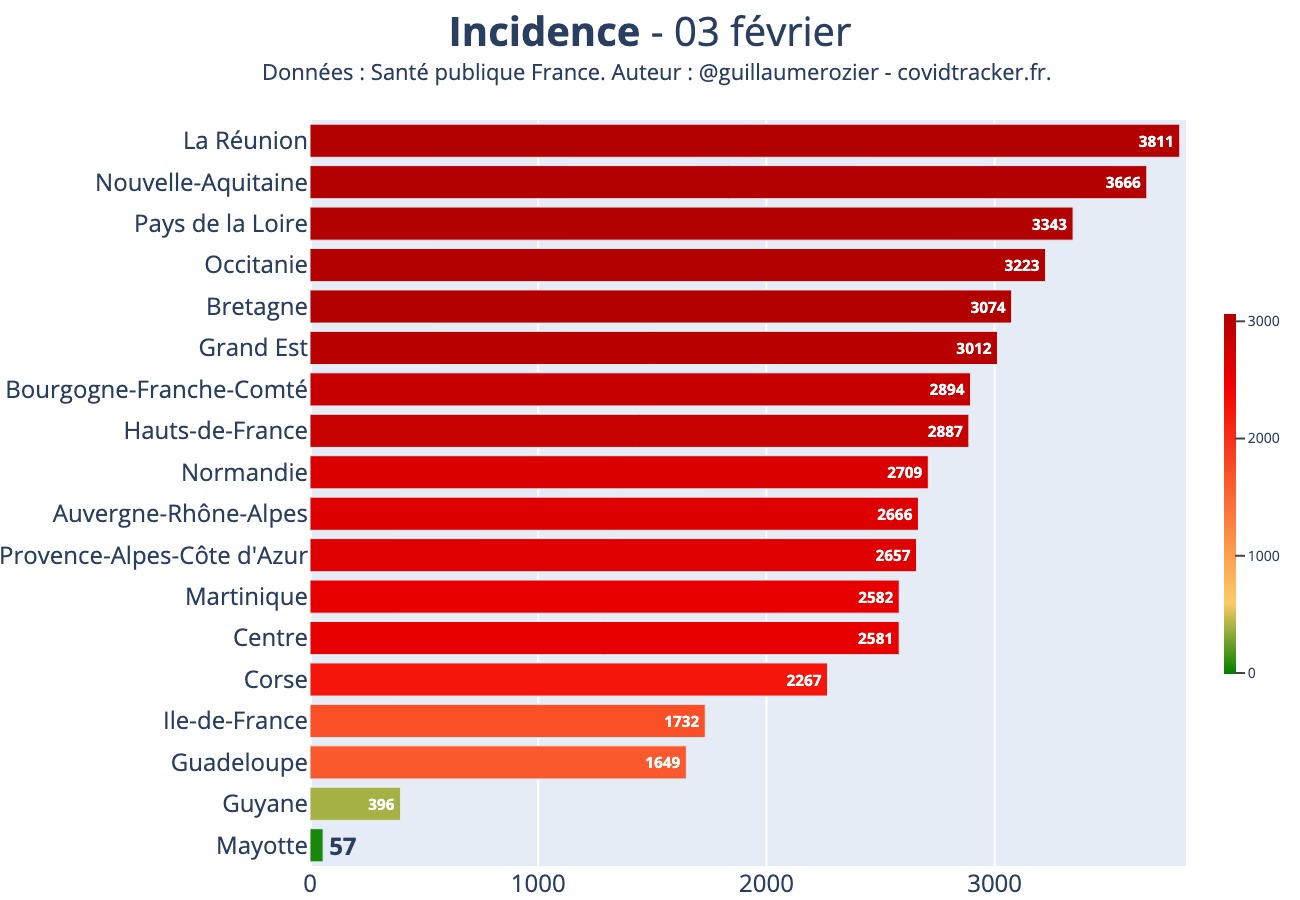 Incidence - 03 février
Données : Santé publique France. Auteur : @guillaumerozier - covidtracker.fr.
La Réunion 3811
Nouvelle-Aquitaine 3666
Pays de la Loire 3343
Occitanie 3223
Bretagne 3074
Grand Est 3012
Bourgogne-Franche-Comté 2894
Hauts-de-France 2887
Normandie 2709
Auvergne-Rhône-Alpes 2666
Provence-Alpes-Côte d'Azur 2657
Martinique 2582
Centre 2581
Corse 2267
Ile-de-France 1732
Guadeloupe 1649
Guyane 396
Mayotte 57
0 1000 2000 3000
3000
2000
1000
0